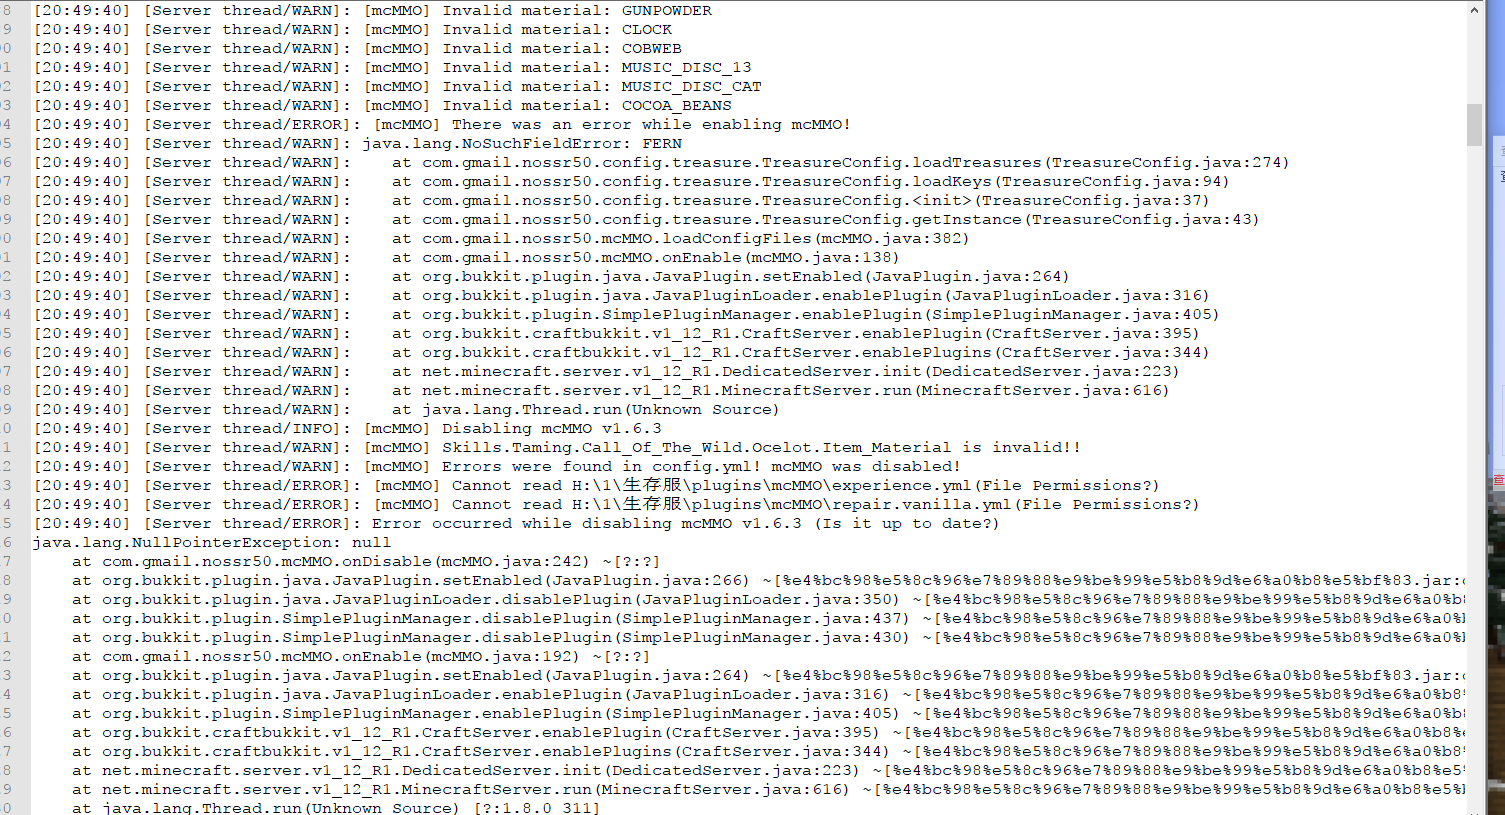 8 [20:49:40] [Server thread/WARN]: [mcMMO] Invalid material: GUNPOWDER
9 [20:49:40] [Server thread/WARN]: [mcMMO] Invalid material: CLOCK
0 [20:49:40] [Server thread/WARN]: [mcMMO] Invalid material: COBWEB
1 [20:49:40] [Server thread/WARN]: [mcMMO] Invalid material: MUSIC_DISC_13
2 [20:49:40] [Server thread/WARN]: [mcMMO] Invalid material: MUSIC_DISC_CAT
3 [20:49:40] [Server thread/WARN]: [mcMMO] Invalid material: COCOA_BEANS
4 [20:49:40] [Server thread/ERROR]: [mcMMO] There was an error while enabling mcMMO!
5 [20:49:40] [Server thread/WARN]: java.lang.NoSuchFieldError: FERN
6 [20:49:40] [Server thread/WARN]: at com.gmail.nossr50.config.treasure.TreasureConfig.loadTreasures(TreasureConfig.java:274)
7 [20:49:40] [Server thread/WARN]: at com.gmail.nossr50.config.treasure.TreasureConfig.loadKeys(TreasureConfig.java:94)
8 [20:49:40] [Server thread/WARN]: at com.gmail.nossr50.config.treasure.TreasureConfig.<init>(TreasureConfig.java:37)
9 [20:49:40] [Server thread/WARN]: at com.gmail.nossr50.config.treasure.TreasureConfig.getInstance(TreasureConfig.java:43)
0 [20:49:40] [Server thread/WARN]: at com.gmail.nossr50.mcMMO.loadConfigFiles(mcMMO.java:382)
1 [20:49:40] [Server thread/WARN]: at com.gmail.nossr50.mcMMO.onEnable(mcMMO.java:138)
2 [20:49:40] [Server thread/WARN]: at org.bukkit.plugin.java.JavaPlugin.setEnabled(JavaPlugin.java:264)
3 [20:49:40] [Server thread/WARN]: at org.bukkit.plugin.java.JavaPluginLoader.enablePlugin(JavaPluginLoader.java:316)
4 [20:49:40] [Server thread/WARN]: at org.bukkit.plugin.SimplePluginManager.enablePlugin(SimplePluginManager.java:405)
5 [20:49:40] [Server thread/WARN]: at org.bukkit.craftbukkit.v1_12_R1.CraftServer.enablePlugin(CraftServer.java:395)
6 [20:49:40] [Server thread/WARN]: at org.bukkit.craftbukkit.v1_12_R1.CraftServer.enablePlugins(CraftServer.java:344)
7 [20:49:40] [Server thread/WARN]: at net.minecraft.server.v1_12_R1.DedicatedServer.init(DedicatedServer.java:223)
8 [20:49:40] [Server thread/WARN]: at net.minecraft.server.v1_12_R1.MinecraftServer.run(MinecraftServer.java:616)
9 [20:49:40] [Server thread/WARN]: at java.lang.Thread.run(Unknown Source)
0 [20:49:40] [Server thread/INFO]: [mcMMO] Disabling mcMMO v1.6.3
1 [20:49:40] [Server thread/WARN]: [mcMMO] Skills.Taming.Call_Of_The_Wild.Ocelot.Item_Material is invalid!!
2 [20:49:40] [Server thread/WARN]: [mcMMO] Errors were found in config.yml! mcMMO was disabled!
3 [20:49:40] [Server thread/ERROR]: [mcMMO] Cannot read H:\1\生存服\plugins\mcMMO\experience.yml(File Permissions?)
4 [20:49:40] [Server thread/ERROR]: [mcMMO] Cannot read H:\1\生存服\plugins\mcMMO\repair.vanilla.yml(File Permissions?)
5 [20:49:40] [Server thread/ERROR]: Error occurred while disabling mcMMO v1.6.3 (Is it up to date?)
6 java.lang.NullPointerException: null
7 at com.gmail.nossr50.mcMMO.onDisable(mcMMO.java:242) ~[?:?]
8 at org.bukkit.plugin.java.JavaPlugin.setEnabled(JavaPlugin.java:266) ~[%e4%bc%98%e5%8c%96%e7%89%88%e9%be%99%e5%b8%9d%e6%a0%b8%e5%bf%83.jar:
9 at org.bukkit.plugin.java.JavaPluginLoader.disablePlugin(JavaPluginLoader.java:350) ~[%e4%bc%98%e5%8c%96%e7%89%88%e9%be%99%e5%b8%9d%e6%a0%b
0 at org.bukkit.plugin.SimplePluginManager.disablePlugin(SimplePluginManager.java:437) ~[%e4%bc%98%e5%8c%96%e7%89%88%e9%be%99%e5%b8%9d%e6%a0%
1 at org.bukkit.plugin.SimplePluginManager.disablePlugin(SimplePluginManager.java:430) ~[%e4%bc%98%e5%8c%96%e7%89%88%e9%be%99%e5%b8%9d%e6%a0%
2 at com.gmail.nossr50.mcMMO.onEnable(mcMMO.java:192) ~[?:?]
3 at org.bukkit.plugin.java.JavaPlugin.setEnabled(JavaPlugin.java:264) ~[%e4%bc%98%e5%8c%96%e7%89%88%e9%be%99%e5%b8%9d%e6%a0%b8%e5%bf%83.jar:
4 at org.bukkit.plugin.java.JavaPluginLoader.enablePlugin(JavaPluginLoader.java:316) ~[%e4%bc%98%e5%8c%96%e7%89%88%e9%be%99%e5%b8%9d%e6%a0%b8
5 at org.bukkit.plugin.SimplePluginManager.enablePlugin(SimplePluginManager.java:405) ~[%e4%bc%98%e5%8c%96%e7%89%88%e9%be%99%e5%b8%9d%e6%a0%b
6 at org.bukkit.craftbukkit.v1_12_R1.CraftServer.enablePlugin(CraftServer.java:395) ~[%e4%bc%98%e5%8c%96%e7%89%88%e9%be%99%e5%b8%9d%e6%a0%b8%
7 at org.bukkit.craftbukkit.v1_12_R1.CraftServer.enablePlugins(CraftServer.java:344) ~[%e4%bc%98%e5%8c%96%e7%89%88%e9%be%99%e5%b8%9d%e6%a0%b8
8 at net.minecraft.server.v1_12_R1.DedicatedServer.init(DedicatedServer.java:223) ~[%e4%bc%98%e5%8c%96%e7%89%88%e9%be%99%e5%b8%9d%e6%a0%b8%e5
9 at net.minecraft.server.v1_12_R1.MinecraftServer.run(MinecraftServer.java:616) ~[%e4%bc%98%e5%8c%96%e7%89%88%e9%be%99%e5%b8%9d%e6%a0%b8%e5%
0 at java.lang.Thread.run(Unknown Source) [?:1.8.0_311]